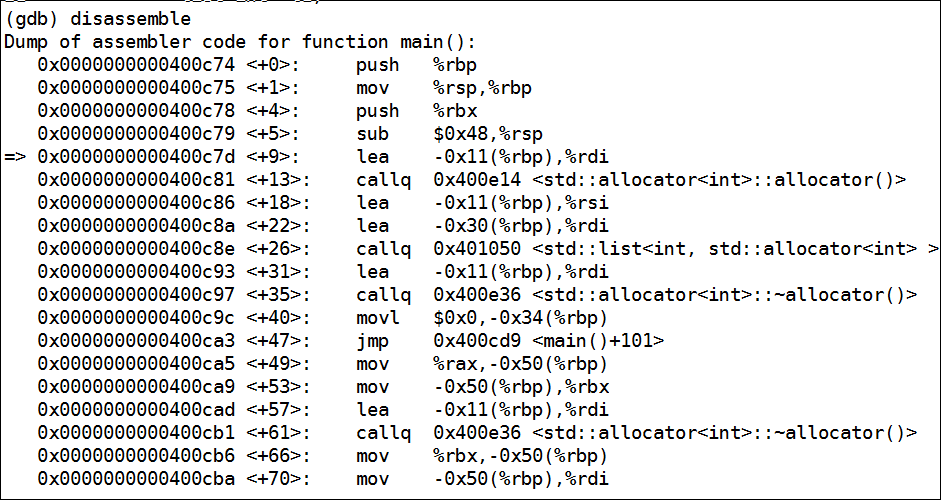 (gdb) disassemble
Dump of assembler code for function main():
   0x0000000000400c74 <+0>:     push   %rbp
   0x0000000000400c75 <+1>:     mov    %rsp,%rbp
   0x0000000000400c78 <+4>:     push   %rbx
   0x0000000000400c79 <+5>:     sub    $0x48,%rsp
=> 0x0000000000400c7d <+9>:     lea    -0x11(%rbp),%rdi
   0x0000000000400c81 <+13>:    callq  0x400e14 <std::allocator<int>::allocator()>
   0x0000000000400c86 <+18>:    lea    -0x11(%rbp),%rsi
   0x0000000000400c8a <+22>:    lea    -0x30(%rbp),%rdi
   0x0000000000400c8e <+26>:    callq  0x401050 <std::list<int, std::allocator<int> >
   0x0000000000400c93 <+31>:    lea    -0x11(%rbp),%rdi
   0x0000000000400c97 <+35>:    callq  0x400e36 <std::allocator<int>::~allocator()>
   0x0000000000400c9c <+40>:    movl   $0x0,-0x34(%rbp)
   0x0000000000400ca3 <+47>:    jmp    0x400cd9 <main()+101>
   0x0000000000400ca5 <+49>:    mov    %rax,-0x50(%rbp)
   0x0000000000400ca9 <+53>:    mov    -0x50(%rbp),%rbx
   0x0000000000400cad <+57>:    lea    -0x11(%rbp),%rdi
   0x0000000000400cb1 <+61>:    callq  0x400e36 <std::allocator<int>::~allocator()>
   0x0000000000400cb6 <+66>:    mov    %rbx,-0x50(%rbp)
   0x0000000000400cba <+70>:    mov    -0x50(%rbp),%rdi